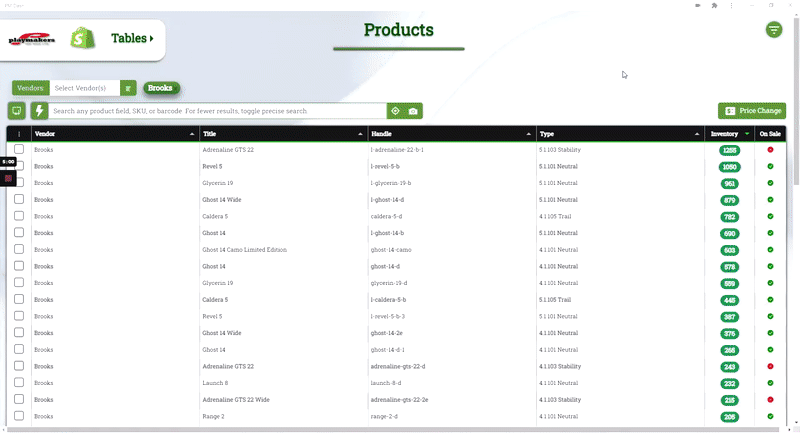 Products
playmakers
Tables
Vendors:
Select Vendor(s)
Brooks
Search any product field, SKU, or barcode. For fewer results, toggle precise search
Price Change
Vendor Title Handle Type Inventory On Sale
Brooks Adrenaline GTS 22 l-adrenaline-22-b-1 5.1.103 Stability 1255
Brooks Revel 5 l-revel-5-b 5.1.101 Neutral 1050
Brooks Glycerin 19 l-glycerin-19-b 5.1.101 Neutral 961
Brooks Ghost 14 Wide l-ghost-14-d 5.1.101 Neutral 879
Brooks Caldera 5 caldera-5-d 4.1.105 Trail 782
Brooks Ghost 14 l-ghost-14-b 5.1.101 Neutral 690
Brooks Ghost 14 Camo Limited Edition ghost-14-camo 4.1.101 Neutral 603
Brooks Ghost 14 ghost-14-d 4.1.101 Neutral 578
Brooks Glycerin 19 glycerin-19-d 4.1.101 Neutral 559
Brooks Caldera 5 l-caldera-5-b 5.1.105 Trail 445
Brooks Revel 5 l-revel-5-b-3 5.1.101 Neutral 387
Brooks Ghost 14 Wide ghost-14-2e 4.1.101 Neutral 376
Brooks Ghost 14 ghost-14-d-1 4.1.101 Neutral
Brooks Adrenaline GTS 22 adrenaline-gts-22-d 4.1.103 Stability 243
Brooks Launch 8 launch-8-d 4.1.101 Neutral 232
Brooks Adrenaline GTS 22 Wide adrenaline-gts-22-2e 4.1.103 Stability 215
Brooks Range 2 range-2-d 4.1.101 Neutral 205
5:00